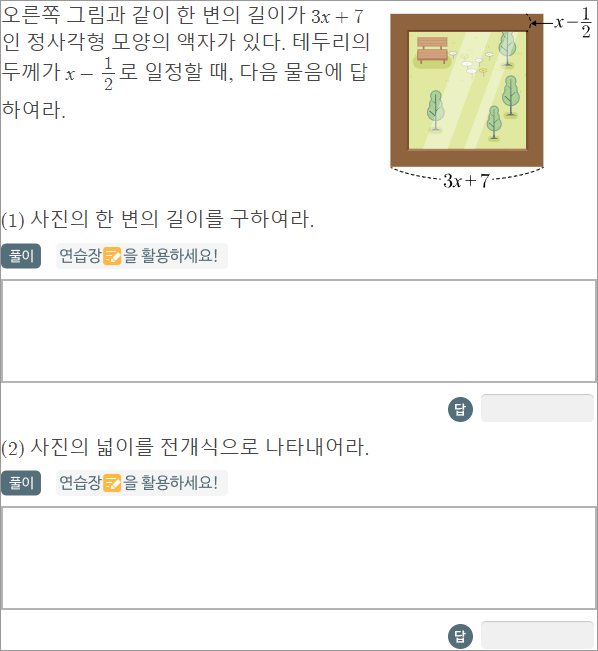 오른쪽 그림과 같이 한 변의 길이가 3x + 7
인 정사각형 모양의 액자가 있다. 테두리의
두께가 x − 1/2 로 일정할 때, 다음 물음에 답
하여라.
x − 1/2
3x + 7
(1) 사진의 한 변의 길이를 구하여라.
풀이 연습장을 활용하세요!
답
(2) 사진의 넓이를 전개식으로 나타내어라.
풀이 연습장을 활용하세요!
답